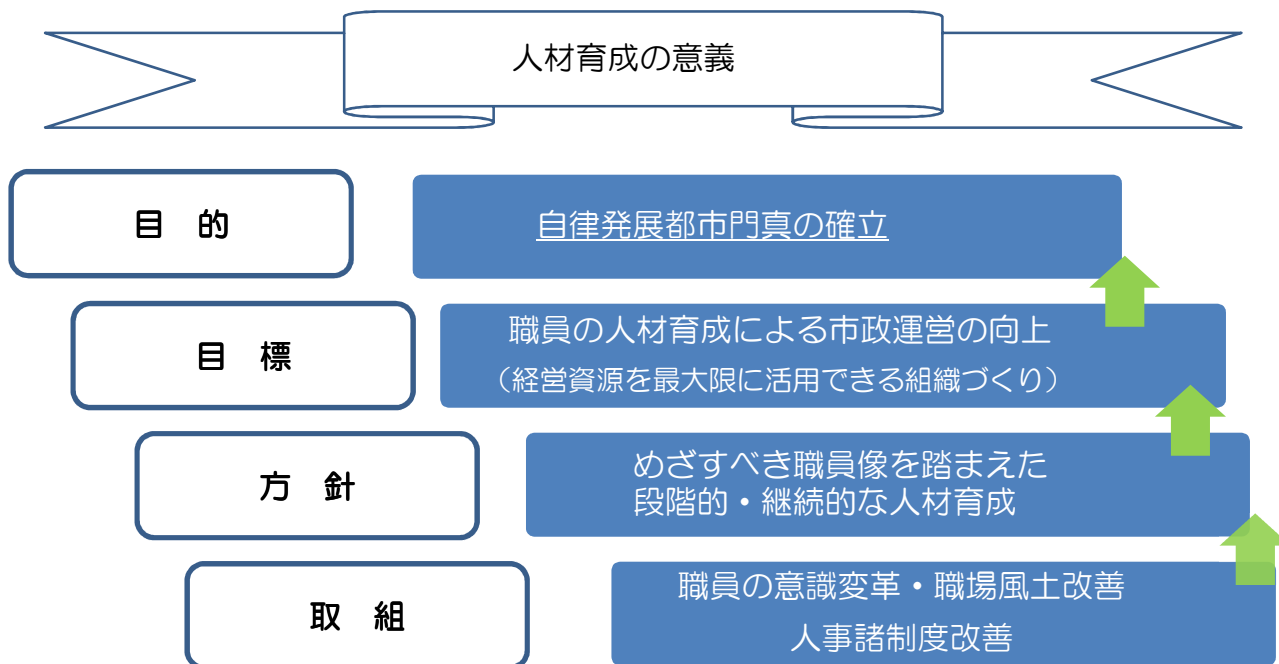 人材育成の意義
目　的
自律発展都市門真の確立
目　標
職員の人材育成による市政運営の向上
（経営資源を最大限に活用できる組織づくり）
方　針
めざすべき職員像を踏まえた
段階的・継続的な人材育成
取　組
職員の意識変革・職場風土改善
人事諸制度改善